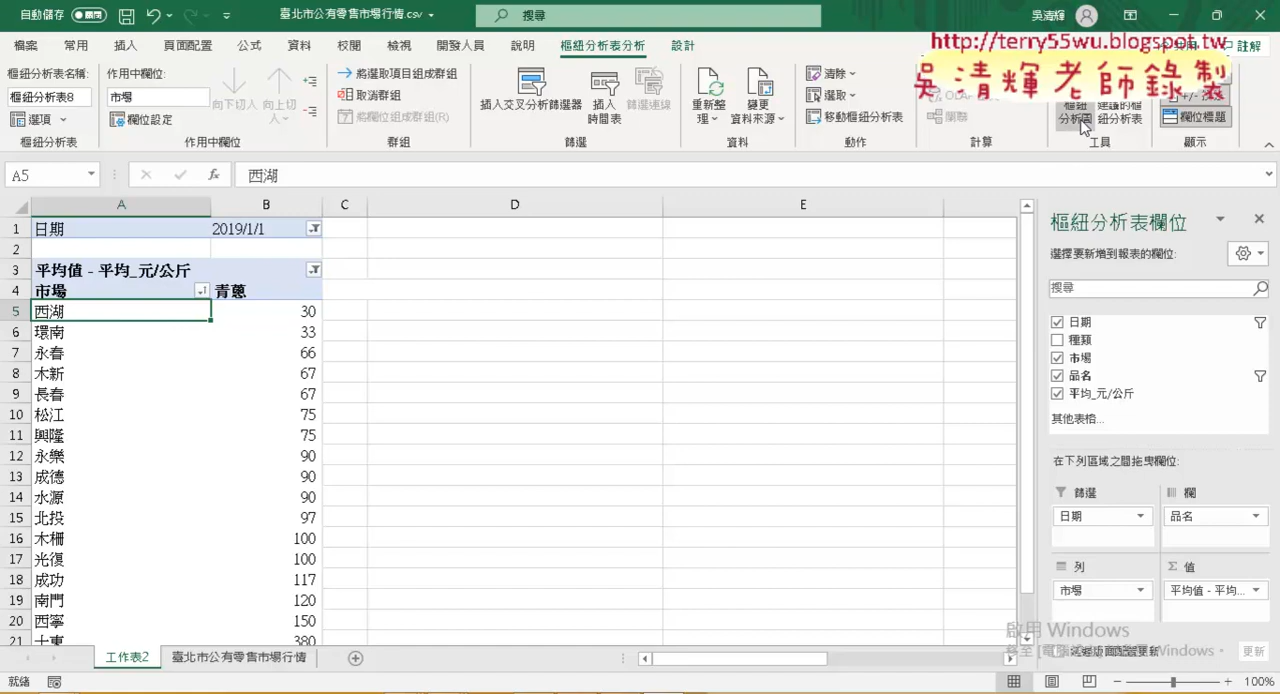 自動儲存
臺北市公有零售市場行情.csv
搜尋
吳清輝
檔案 常用 插入 頁面配置 公式 資料 校閱 檢視 開發人員 說明 樞紐分析表分析 設計 註解
http://terry55wu.blogspot.tw
吳清輝老師錄製
樞紐分析表名稱: 作用中欄位:
樞紐分析表8 市場
選項 欄位設定
向下切入 向上切入
將選取項目組成群組
取消群組
將欄位組成群組(R)
插入交叉分析篩選器 插入時間表 篩選連線
重新整理 變更資料來源
清除
選取
移動樞紐分析表
OLAP
關聯
樞紐分析圖 建議的樞紐分析表
欄位標題
樞紐分析表 作用中欄位 群組 篩選 資料 動作 計算 工具 顯示
A5 fx 西湖
A B C D E
1 日期 2019/1/1
2
3 平均值 - 平均_元/公斤
4 市場 青蔥
5 西湖 30
6 環南 33
7 永春 66
8 木新 67
9 長春 67
10 松江 75
11 興隆 75
12 永樂 90
13 成德 90
14 水源 90
15 北投 97
16 木柵 100
17 光復 100
18 成功 117
19 南門 120
20 西寧 150
21 士東 380
樞紐分析表欄位
選擇要新增到報表的欄位:
搜尋
日期
種類
市場
品名
平均_元/公斤
其他表格...
在下列區域之間拖曳欄位:
篩選 欄
日期 品名
列 Σ 值
市場 平均值 - 平均...
啟用 Windows
更新
工作表2 臺北市公有零售市場行情
就緒 100%